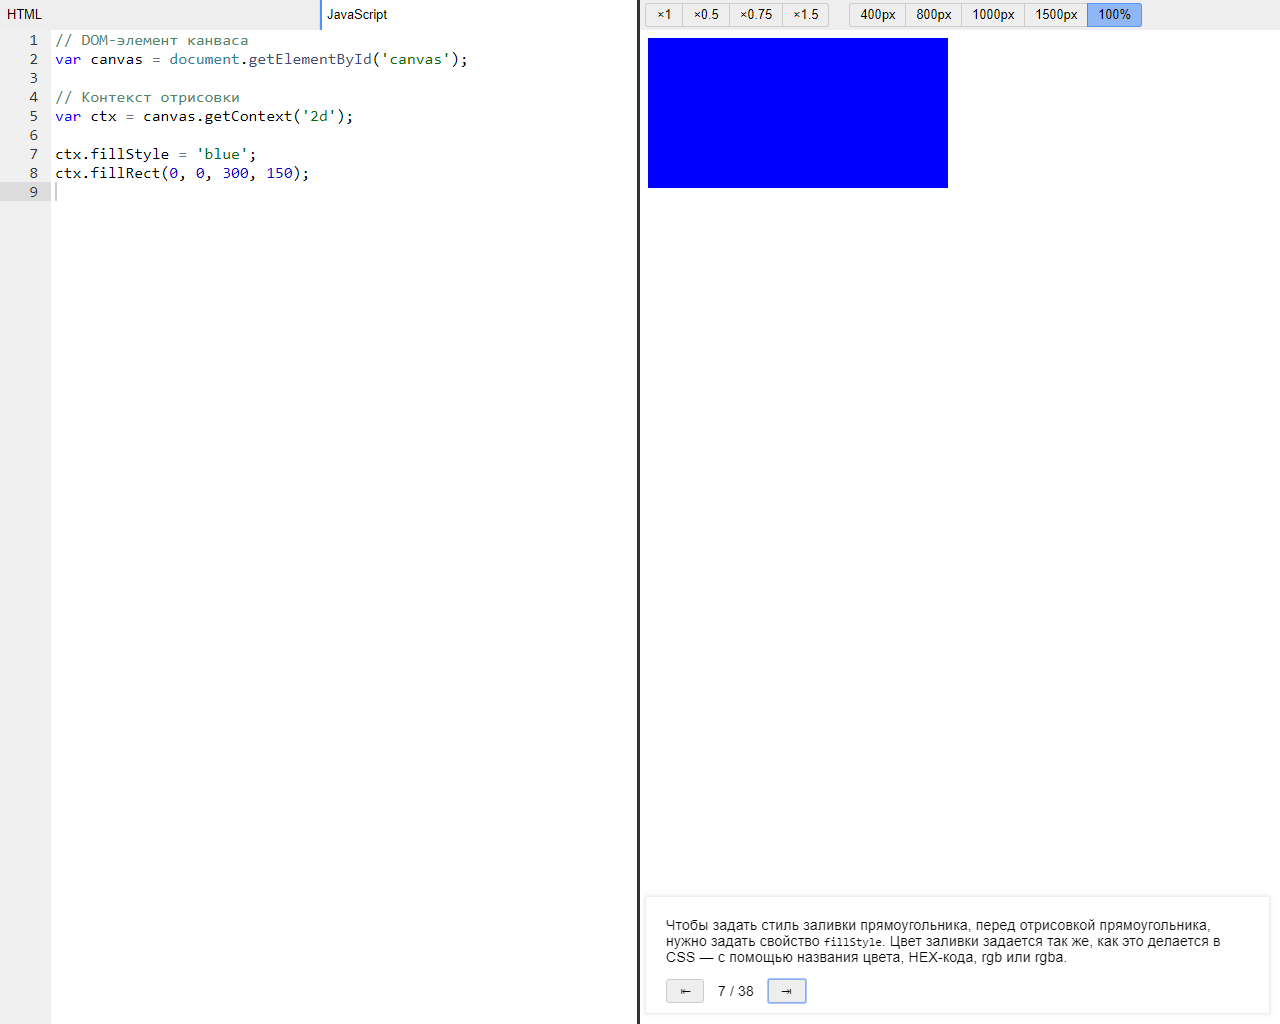 HTML
JavaScript
×1 ×0.5 ×0.75 ×1.5 400px 800px 1000px 1500px 100%
1 // DOM-элемент канваса
2 var canvas = document.getElementById('canvas');
3
4 // Контекст отрисовки
5 var ctx = canvas.getContext('2d');
6
7 ctx.fillStyle = 'blue';
8 ctx.fillRect(0, 0, 300, 150);
9
Чтобы задать стиль заливки прямоугольника, перед отрисовкой прямоугольника,
нужно задать свойство fillStyle. Цвет заливки задается так же, как это делается в
CSS — с помощью названия цвета, HEX-кода, rgb или rgba.
⇤ 7 / 38 ⇥